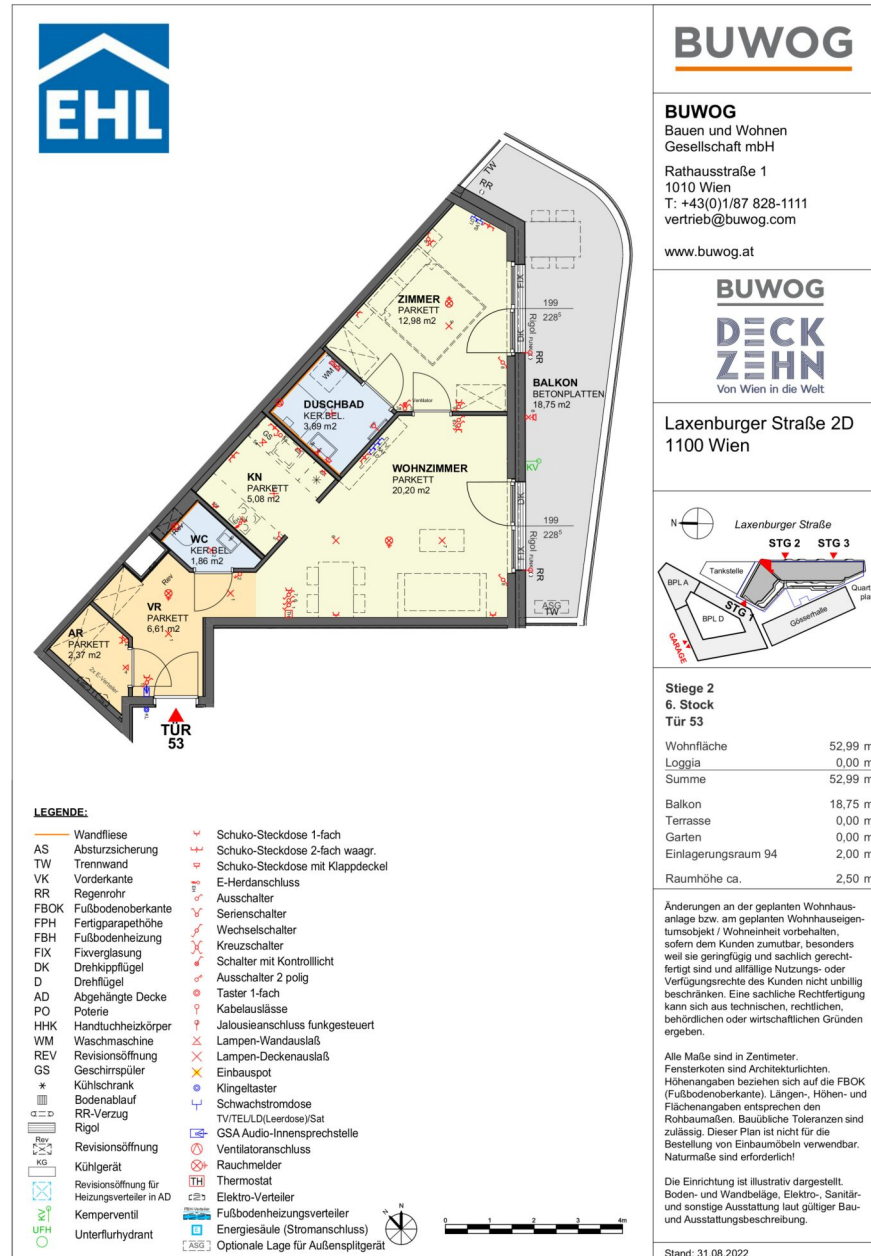 EHL
TW
RR
ZIMMER
PARKETT
12,98 m2
FIX
199
228⁵
DK
Rigol
RR
WM
DUSCHBAD
KER.BEL.
3,89 m2
Ventilator
BALKON
BETONPLATTEN
18,75 m2
GS
WOHNZIMMER
PARKETT
20,20 m2
KV
KN
PARKETT
5,08 m2
DK
199
228⁵
Rigol
FIX
RR
Rev
WC
KER.BEL.
1,86 m2
Rev
VR
PARKETT
6,61 m2
ASG
TW
AR
PARKETT
2,37 m2
2x E-Verteiler
TÜR
53
LEGENDE:
Wandfliese
AS Absturzsicherung
TW Trennwand
VK Vorderkante
RR Regenrohr
FBOK Fußbodenoberkante
FPH Fertigparapethöhe
FBH Fußbodenheizung
FIX Fixverglasung
DK Drehkippflügel
D Drehflügel
AD Abgehängte Decke
PO Poterie
HHK Handtuchheizkörper
WM Waschmaschine
REV Revisionsöffnung
GS Geschirrspüler
* Kühlschrank
Bodenablauf
RR-Verzug
Rigol
Rev Revisionsöffnung
KG Kühlgerät
Revisionsöffnung für
Heizungsverteiler in AD
KV Kemperventil
UFH Unterflurhydrant
Schuko-Steckdose 1-fach
Schuko-Steckdose 2-fach waagr.
Schuko-Steckdose mit Klappdeckel
E-Herdanschluss
Ausschalter
Serienschalter
Wechselschalter
Kreuzschalter
Schalter mit Kontrolllicht
Ausschalter 2 polig
Taster 1-fach
Kabelauslässe
Jalousieanschluss funkgesteuert
Lampen-Wandauslaß
Lampen-Deckenauslaß
Einbauspot
Klingeltaster
Schwachstromdose
TV/TEL/LD(Leerdose)/Sat
GSA Audio-Innensprechstelle
Ventilatoranschluss
Rauchmelder
TH Thermostat
Elektro-Verteiler
Fußbodenheizungsverteiler
Energiesäule (Stromanschluss)
ASG Optionale Lage für Außensplitgerät
N
0 1 2 3 4m
BUWOG
BUWOG
Bauen und Wohnen
Gesellschaft mbH
Rathausstraße 1
1010 Wien
T: +43(0)1/87 828-1111
vertrieb@buwog.com
www.buwog.at
BUWOG
DECK
ZEHN
Von Wien in die Welt
Laxenburger Straße 2D
1100 Wien
N
Laxenburger Straße
STG 2 STG 3
Tankstelle
BPL A
BPL D
STG 1
Gösserhalle
Quart
pla
GARAGE
Stiege 2
6. Stock
Tür 53
Wohnfläche 52,99 m
Loggia 0,00 m
Summe 52,99 m
Balkon 18,75 m
Terrasse 0,00 m
Garten 0,00 m
Einlagerungsraum 94 2,00 m
Raumhöhe ca. 2,50 m
Änderungen an der geplanten Wohnhaus-
anlage bzw. am geplanten Wohnhauseigen-
tumsobjekt / Wohneinheit vorbehalten,
sofern dem Kunden zumutbar, besonders
weil sie geringfügig und sachlich gerecht-
fertigt sind und allfällige Nutzungs- oder
Verfügungsrechte des Kunden nicht unbillig
beschränken. Eine sachliche Rechtfertigung
kann sich aus technischen, rechtlichen,
behördlichen oder wirtschaftlichen Gründen
ergeben.
Alle Maße sind in Zentimeter.
Fensterkoten sind Architekturlichten.
Höhenangaben beziehen sich auf die FBOK
(Fußbodenoberkante). Längen-, Höhen- und
Flächenangaben entsprechen den
Rohbaumaßen. Bauübliche Toleranzen sind
zulässig. Dieser Plan ist nicht für die
Bestellung von Einbaumöbeln verwendbar.
Naturmaße sind erforderlich!
Die Einrichtung ist illustrativ dargestellt.
Boden- und Wandbeläge, Elektro-, Sanitär-
und sonstige Ausstattung laut gültiger Bau-
und Ausstattungsbeschreibung.
Stand: 31.08.2022